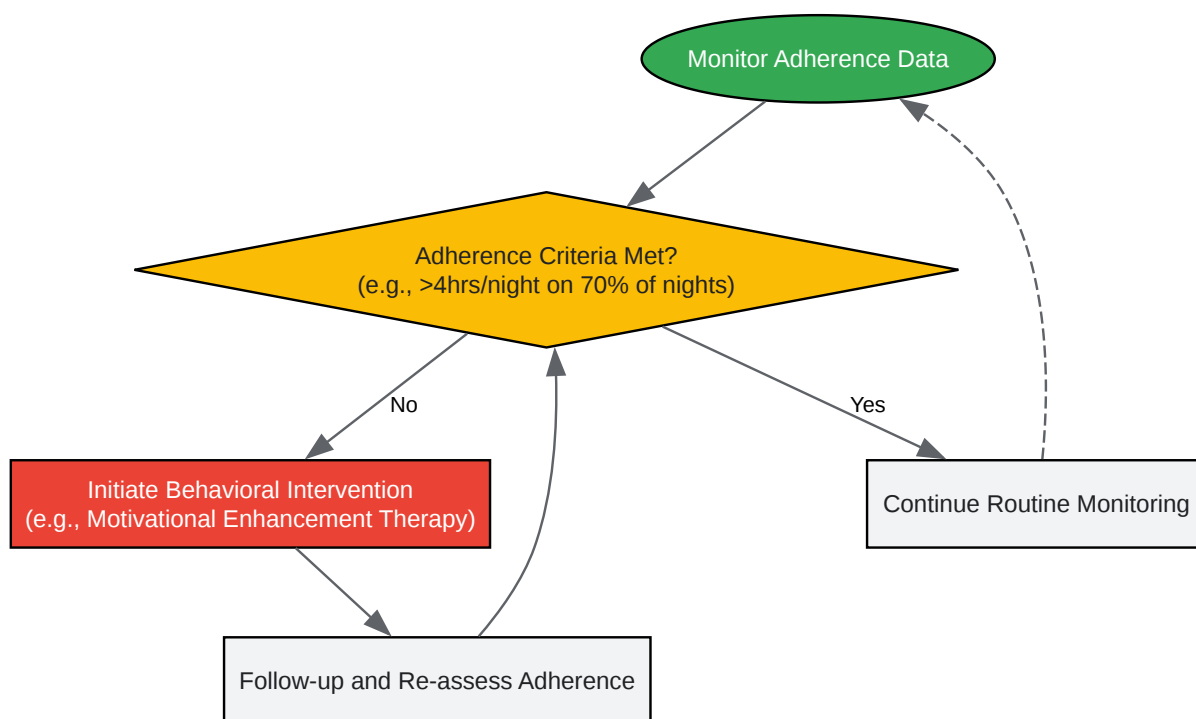 Monitor Adherence Data
Adherence Criteria Met?
(e.g., >4hrs/night on 70% of nights)
No
Yes
Initiate Behavioral Intervention
(e.g., Motivational Enhancement Therapy)
Continue Routine Monitoring
Follow-up and Re-assess Adherence